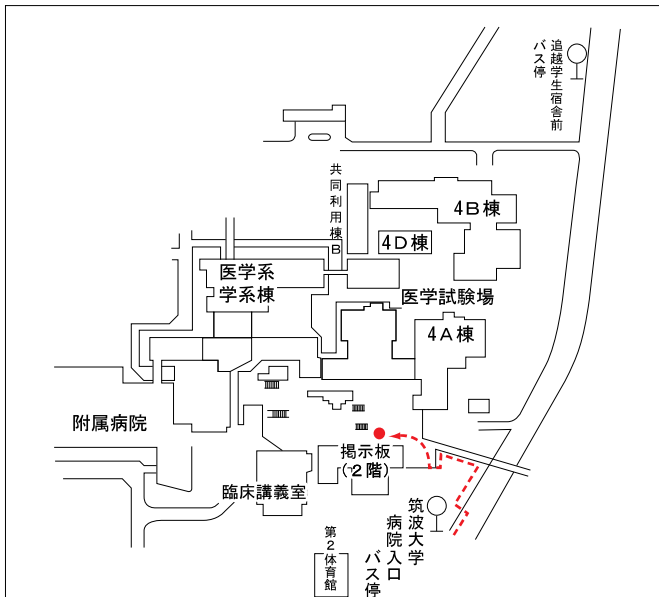 追越学生宿舎前
バス停
共同利用棟B
4B棟
4D棟
医学系
学系棟
医学試験場
4A棟
附属病院
掲示板
(2階)
臨床講義室
筑波大学
病院入口
バス停
第2体育館